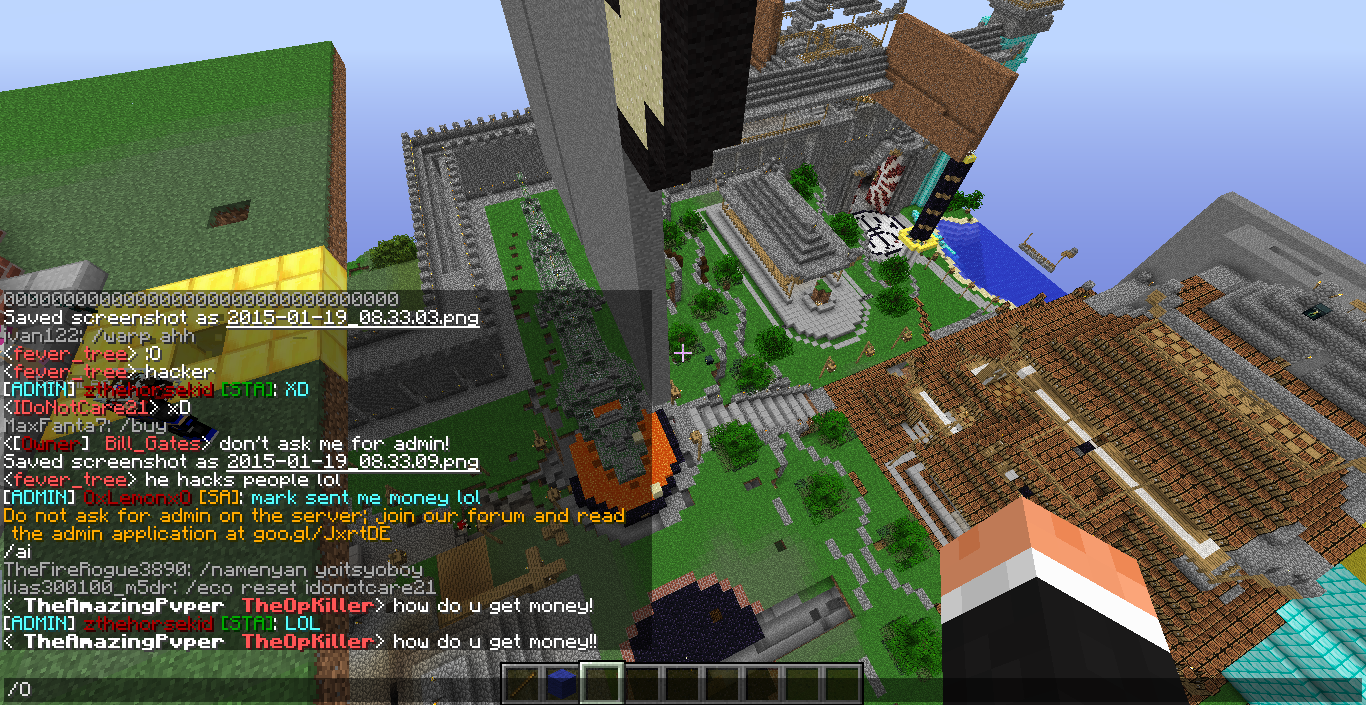 0000000000000000000000000000000000
Saved screenshot as 2015-01-19_08.33.03.png
ivan122: /warp ahh
<fever_tree> :O
<fever_tree> hacker
[ADMIN] zthehorsekid [STA]: XD
<IDoNotCare21> xD
MaxFanta7: /buy
<[Owner] Bill_Gates> don't ask me for admin!
Saved screenshot as 2015-01-19_08.33.09.png
<fever_tree> he hacks people lol
[ADMIN] 0xLemonx0 [SA]: mark sent me money lol
Do not ask for admin on the server; join our forum and read
the admin application at goo.gl/JxrtDE
/ai
TheFireRogue3890: /namenyan yoitsyoboy
ilias300100_m5dr: /eco reset idonotcare21
< TheAmazingPvper TheOpKiller> how do u get money!
[ADMIN] zthehorsekid [STA]: LOL
< TheAmazingPvper TheOpKiller> how do u get money!!
/O